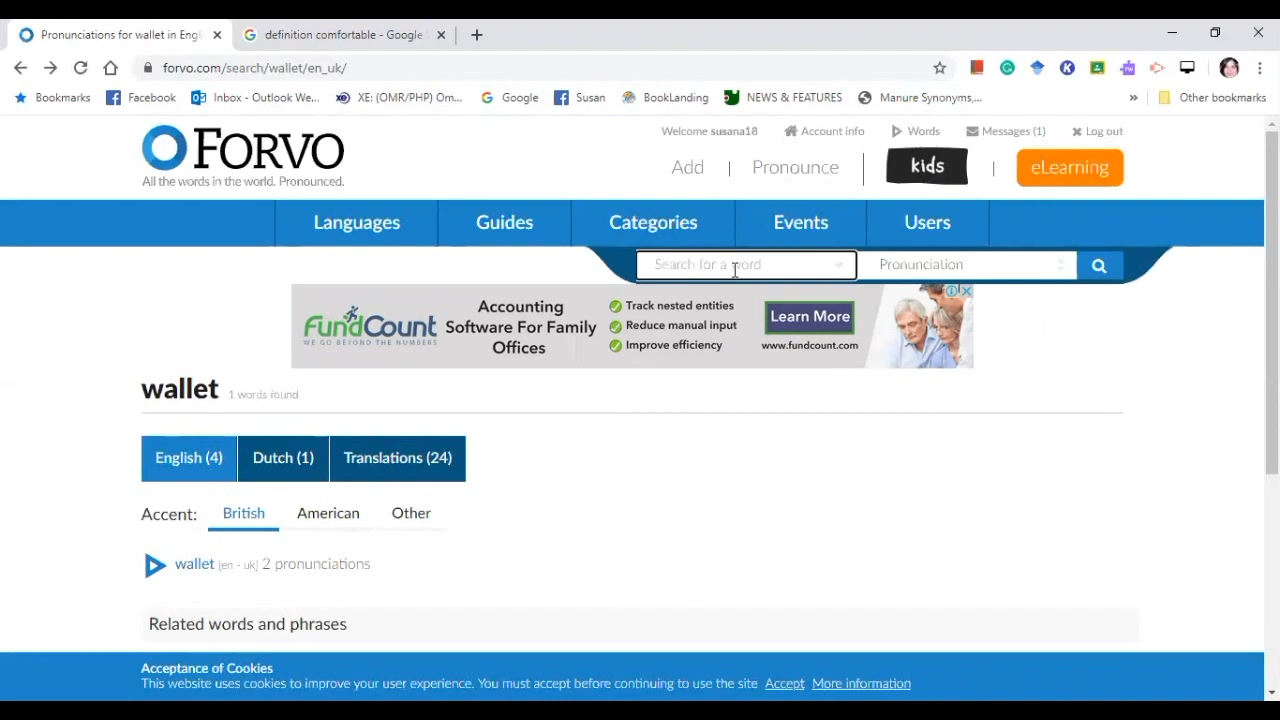 Pronunciations for wallet in Engl
definition comfortable - Google
forvo.com/search/wallet/en_uk/
Bookmarks Facebook Inbox - Outlook We... XE: (OMR/PHP) Om... Google Susan BookLanding NEWS & FEATURES Manure Synonyms,... » Other bookmarks
FORVO
All the words in the world. Pronounced.
Welcome susana18 Account info Words Messages (1) Log out
Add | Pronounce kids | eLearning
Languages Guides Categories Events Users
Search for a word Pronunciation
FundCount
WE GO BEYOND THE NUMBERS
Accounting
Software For Family
Offices
Track nested entities
Reduce manual input
Improve efficiency
Learn More
www.fundcount.com
wallet 1 words found
English (4) Dutch (1) Translations (24)
Accent: British American Other
wallet [en - uk] 2 pronunciations
Related words and phrases
Acceptance of Cookies
This website uses cookies to improve your user experience. You must accept before continuing to use the site Accept More information